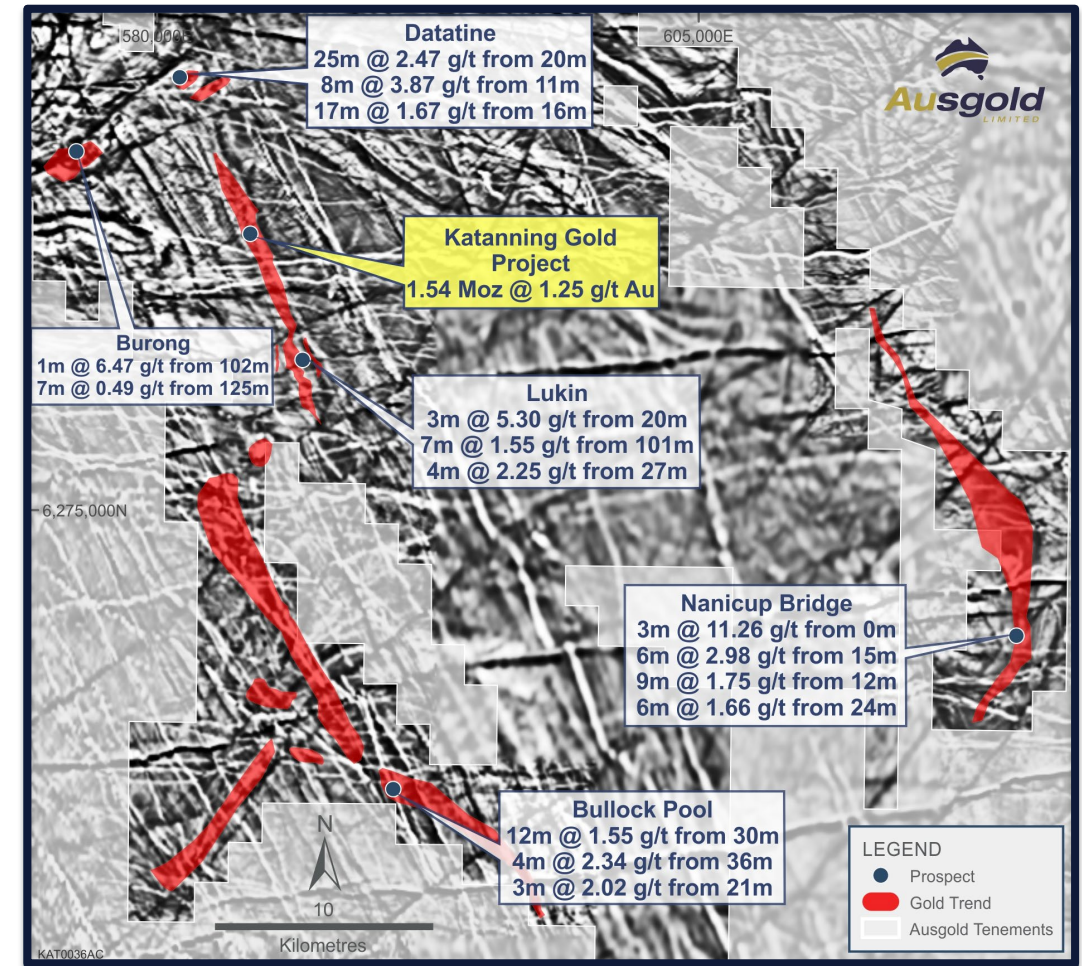 580,000E
605,000E
Ausgold
LIMITED
Datatine
25m @ 2.47 g/t from 20m
8m @ 3.87 g/t from 11m
17m @ 1.67 g/t from 16m
Katanning Gold
Project
1.54 Moz @ 1.25 g/t Au
Burong
1m @ 6.47 g/t from 102m
7m @ 0.49 g/t from 125m
Lukin
3m @ 5.30 g/t from 20m
7m @ 1.55 g/t from 101m
4m @ 2.25 g/t from 27m
6,275,000N
Nanicup Bridge
3m @ 11.26 g/t from 0m
6m @ 2.98 g/t from 15m
9m @ 1.75 g/t from 12m
6m @ 1.66 g/t from 24m
Bullock Pool
12m @ 1.55 g/t from 30m
4m @ 2.34 g/t from 36m
3m @ 2.02 g/t from 21m
N
10
Kilometres
LEGEND
Prospect
Gold Trend
Ausgold Tenements
KAT0036AC